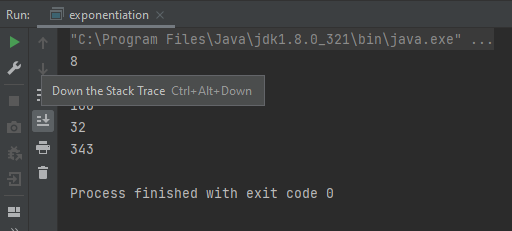 Run: exponentiation
"C:\Program Files\Java\jdk1.8.0_321\bin\java.exe" ...
8
Down the Stack Trace Ctrl+Alt+Down
32
343
Process finished with exit code 0